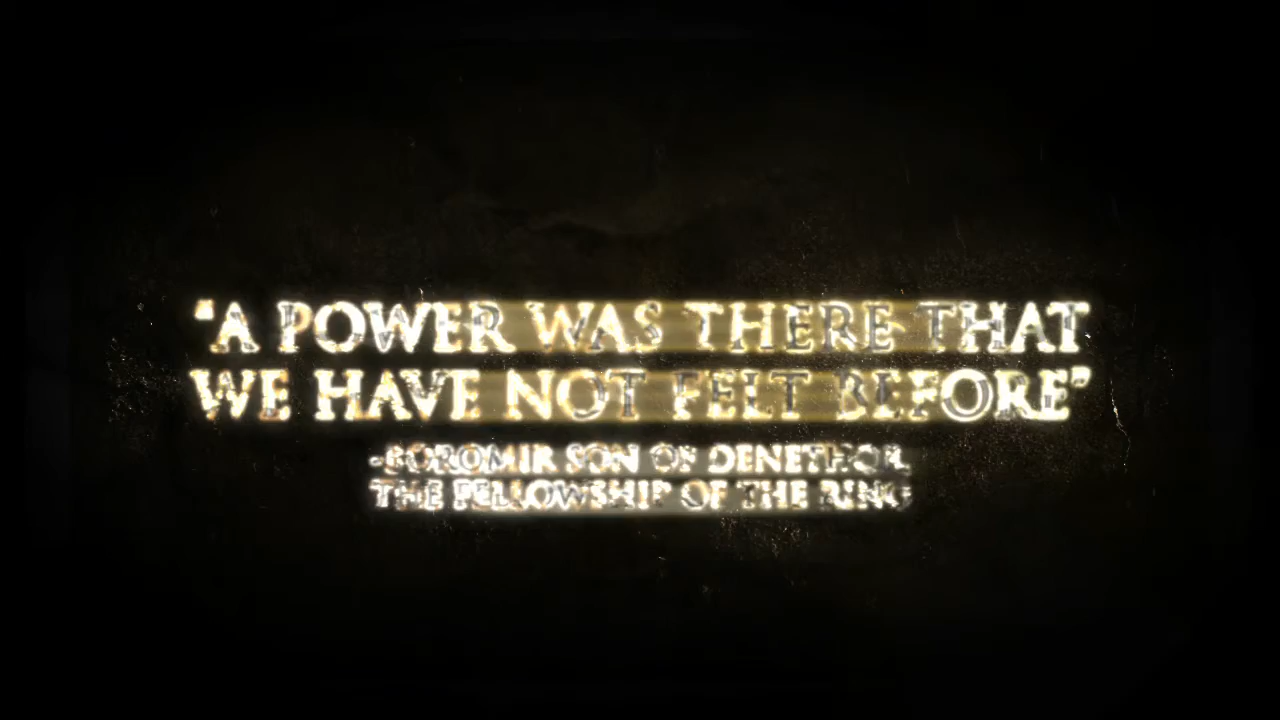 “A POWER WAS THERE THAT
WE HAVE NOT FELT BEFORE”
-BOROMIR SON OF DENETHOR
THE FELLOWSHIP OF THE RING